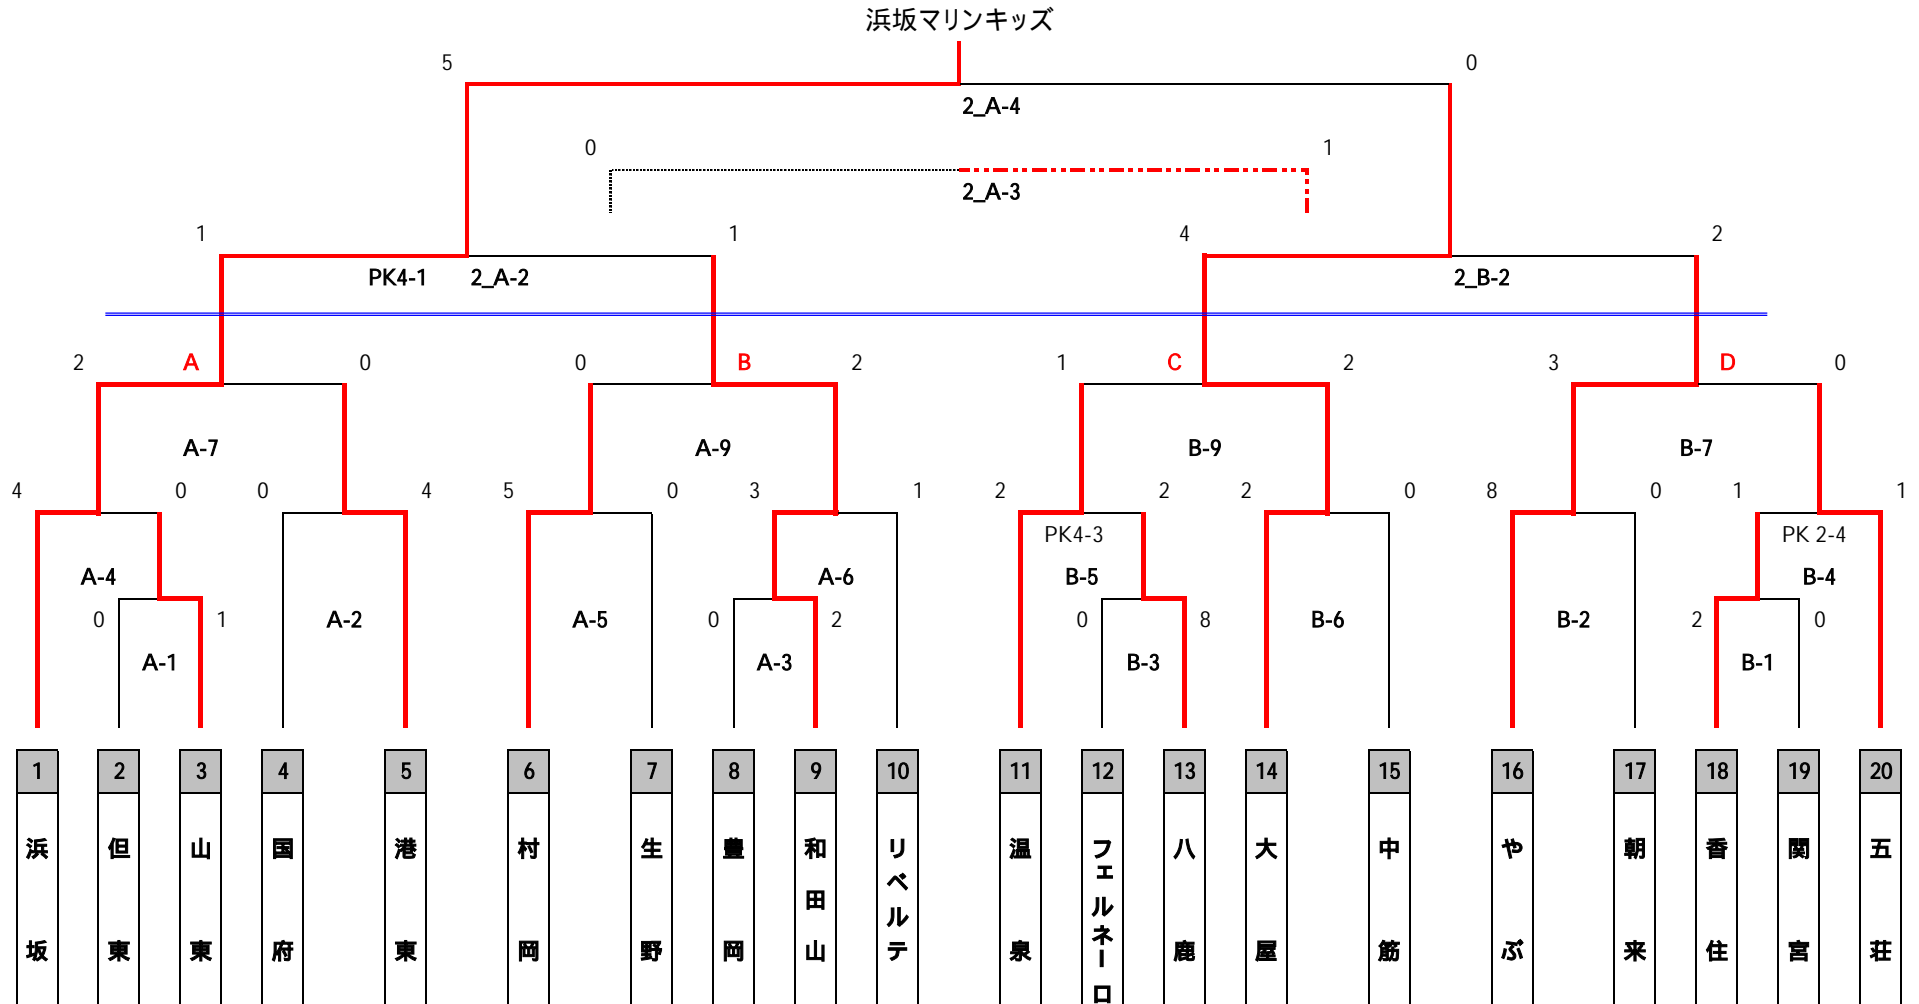 浜坂マリンキッズ
5 0
2_A-4
0 1
2_A-3
1 1 4 2
PK4-1 2_A-2 2_B-2
2 A 0 0 B 2 1 C 2 3 D 0
A-7 A-9 B-9 B-7
4 0 0 4 5 0 3 1 2 2 2 0 8 0 1 1
PK4-3 PK 2-4
A-4 A-6 B-5 B-4
0 1 A-2 A-5 0 2 0 8 B-6 B-2 2 0
A-1 A-3 B-3 B-1
1 2 3 4 5 6 7 8 9 10 11 12 13 14 15 16 17 18 19 20
浜坂
但東
山東
国府
港東
村岡
生野
豊岡
和田山
リベルテ
温泉
フェルネーロ
八鹿
大屋
中筋
やぶ
朝来
香住
関宮
五荘